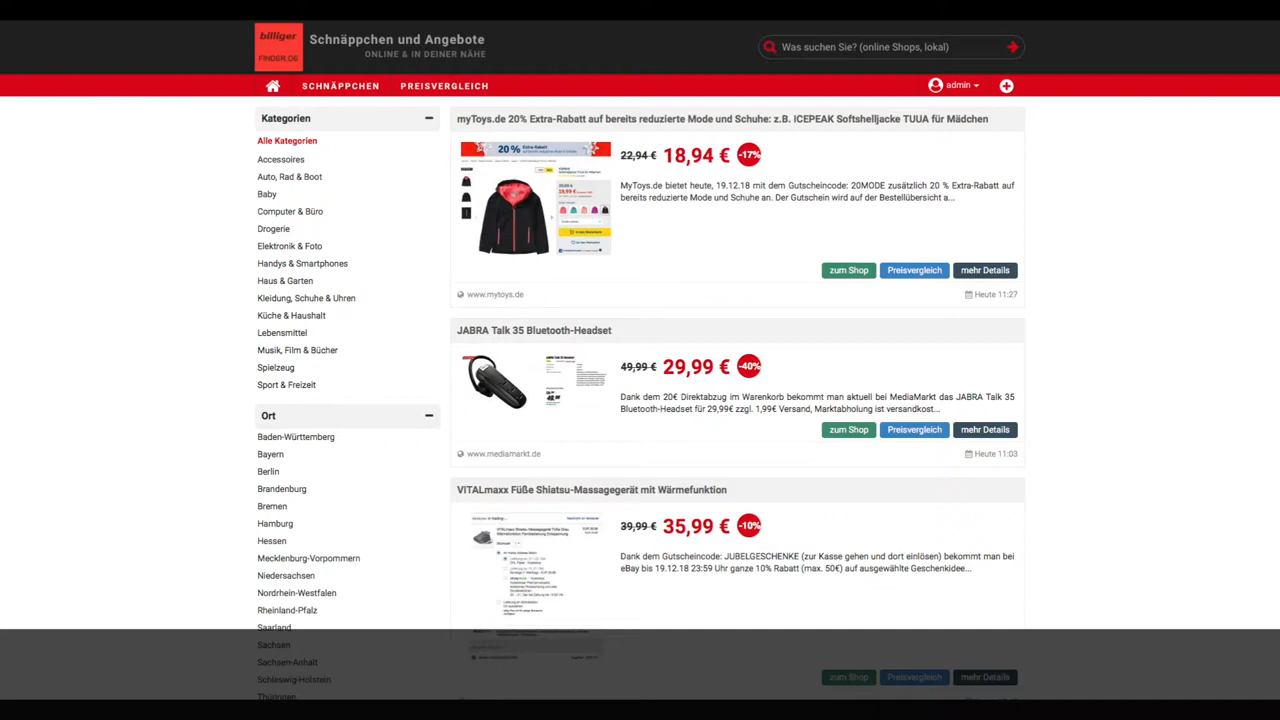 billiger
FINDER.DE
Schnäppchen und Angebote
ONLINE & IN DEINER NÄHE
Was suchen Sie? (online Shops, lokal)
SCHNÄPPCHEN
PREISVERGLEICH
admin
Kategorien
Alle Kategorien
Accessoires
Auto, Rad & Boot
Baby
Computer & Büro
Drogerie
Elektronik & Foto
Handys & Smartphones
Haus & Garten
Kleidung, Schuhe & Uhren
Küche & Haushalt
Lebensmittel
Musik, Film & Bücher
Spielzeug
Sport & Freizeit
Ort
Baden-Württemberg
Bayern
Berlin
Brandenburg
Bremen
Hamburg
Hessen
Mecklenburg-Vorpommern
Niedersachsen
Nordrhein-Westfalen
Rheinland-Pfalz
Saarland
Sachsen
Sachsen-Anhalt
Schleswig-Holstein
Thüringen
myToys.de 20% Extra-Rabatt auf bereits reduzierte Mode und Schuhe: z.B. ICEPEAK Softshelljacke TUUA für Mädchen
20% Extra-Rabatt
22,94 € 18,94 € -17%
MyToys.de bietet heute, 19.12.18 mit dem Gutscheincode: 20MODE zusätzlich 20 % Extra-Rabatt auf
bereits reduzierte Mode und Schuhe an. Der Gutschein wird auf der Bestellübersicht a...
zum Shop
Preisvergleich
mehr Details
www.mytoys.de
Heute 11:27
JABRA Talk 35 Bluetooth-Headset
49,99 € 29,99 € -40%
Dank dem 20€ Direktabzug im Warenkorb bekommt man aktuell bei MediaMarkt das JABRA Talk 35
Bluetooth-Headset für 29,99€ zzgl. 1,99€ Versand, Marktabholung ist versandkost...
zum Shop
Preisvergleich
mehr Details
www.mediamarkt.de
Heute 11:03
VITALmaxx Füße Shiatsu-Massagegerät mit Wärmefunktion
39,99 € 35,99 € -10%
Dank dem Gutscheincode: JUBELGESCHENKE (zur Kasse gehen und dort einlösen) bekommt man bei
eBay bis 19.12.18 23:59 Uhr ganze 10% Rabatt (max. 50€) auf ausgewählte Geschenkidee...
zum Shop
Preisvergleich
mehr Details